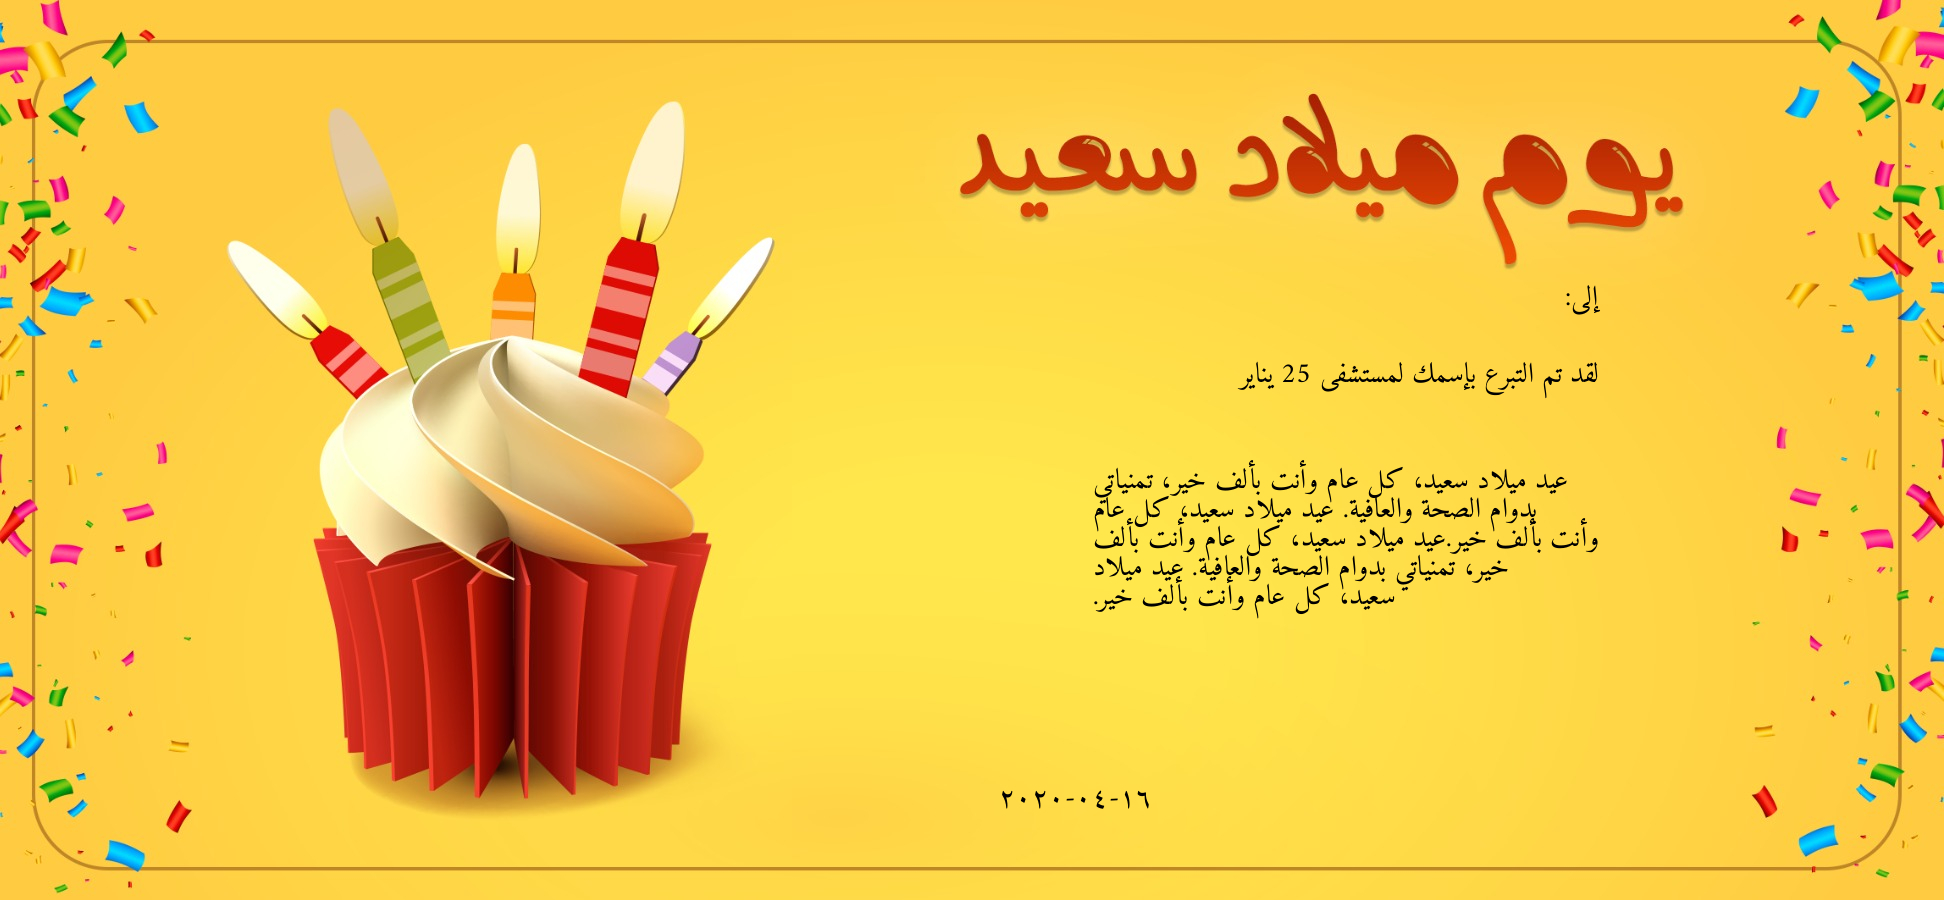 يوم ميلاد سعيد
إلى:
لقد تم التبرع بإسمك لمستشفى 25 يناير
عيد ميلاد سعيد، كل عام وأنت بألف خير، تمنياتي
بدوام الصحة والعافية. عيد ميلاد سعيد، كل عام
وأنت بألف خير.عيد ميلاد سعيد، كل عام وأنت بألف
خير، تمنياتي بدوام الصحة والعافية. عيد ميلاد
سعيد، كل عام وأنت بألف خير.
٢٠٢٠-٠٤-١٦